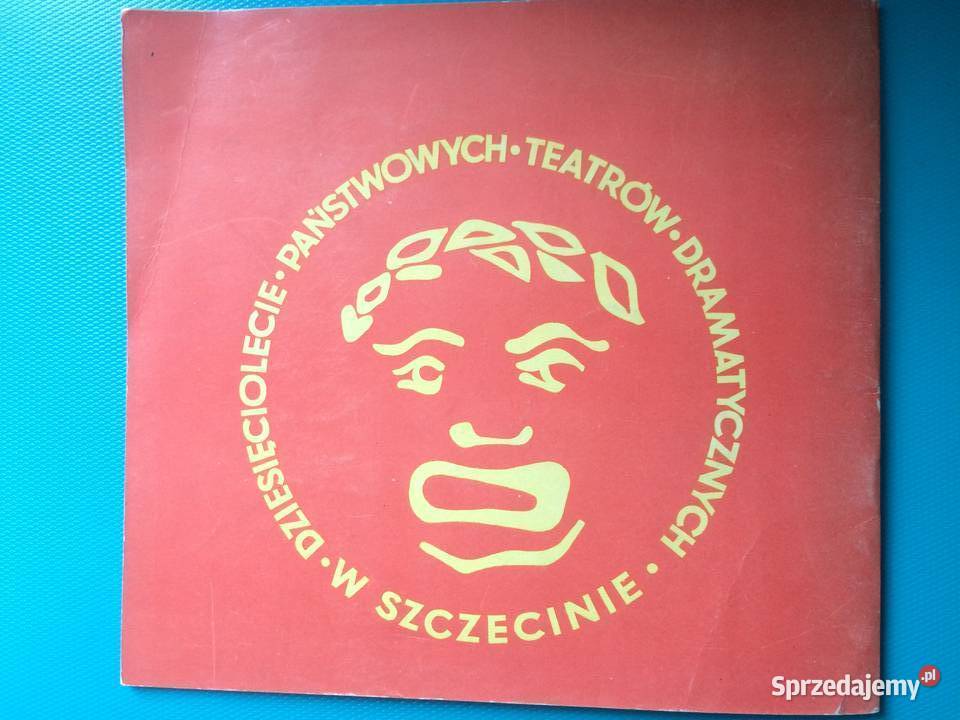 DZIESIĘCIOLECIE • PAŃSTWOWYCH • TEATRÓW • DRAMATYCZNYCH •
W SZCZECINIE •
Sprzedajemy.pl